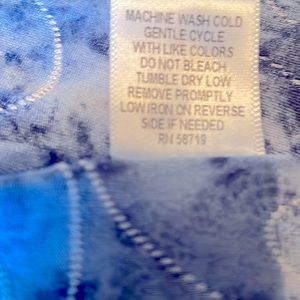 MACHINE WASH COLD
GENTLE CYCLE
WITH LIKE COLORS
DO NOT BLEACH
TUMBLE DRY LOW
REMOVE PROMPTLY
LOW IRON ON REVERSE
SIDE IF NEEDED
RN 58719